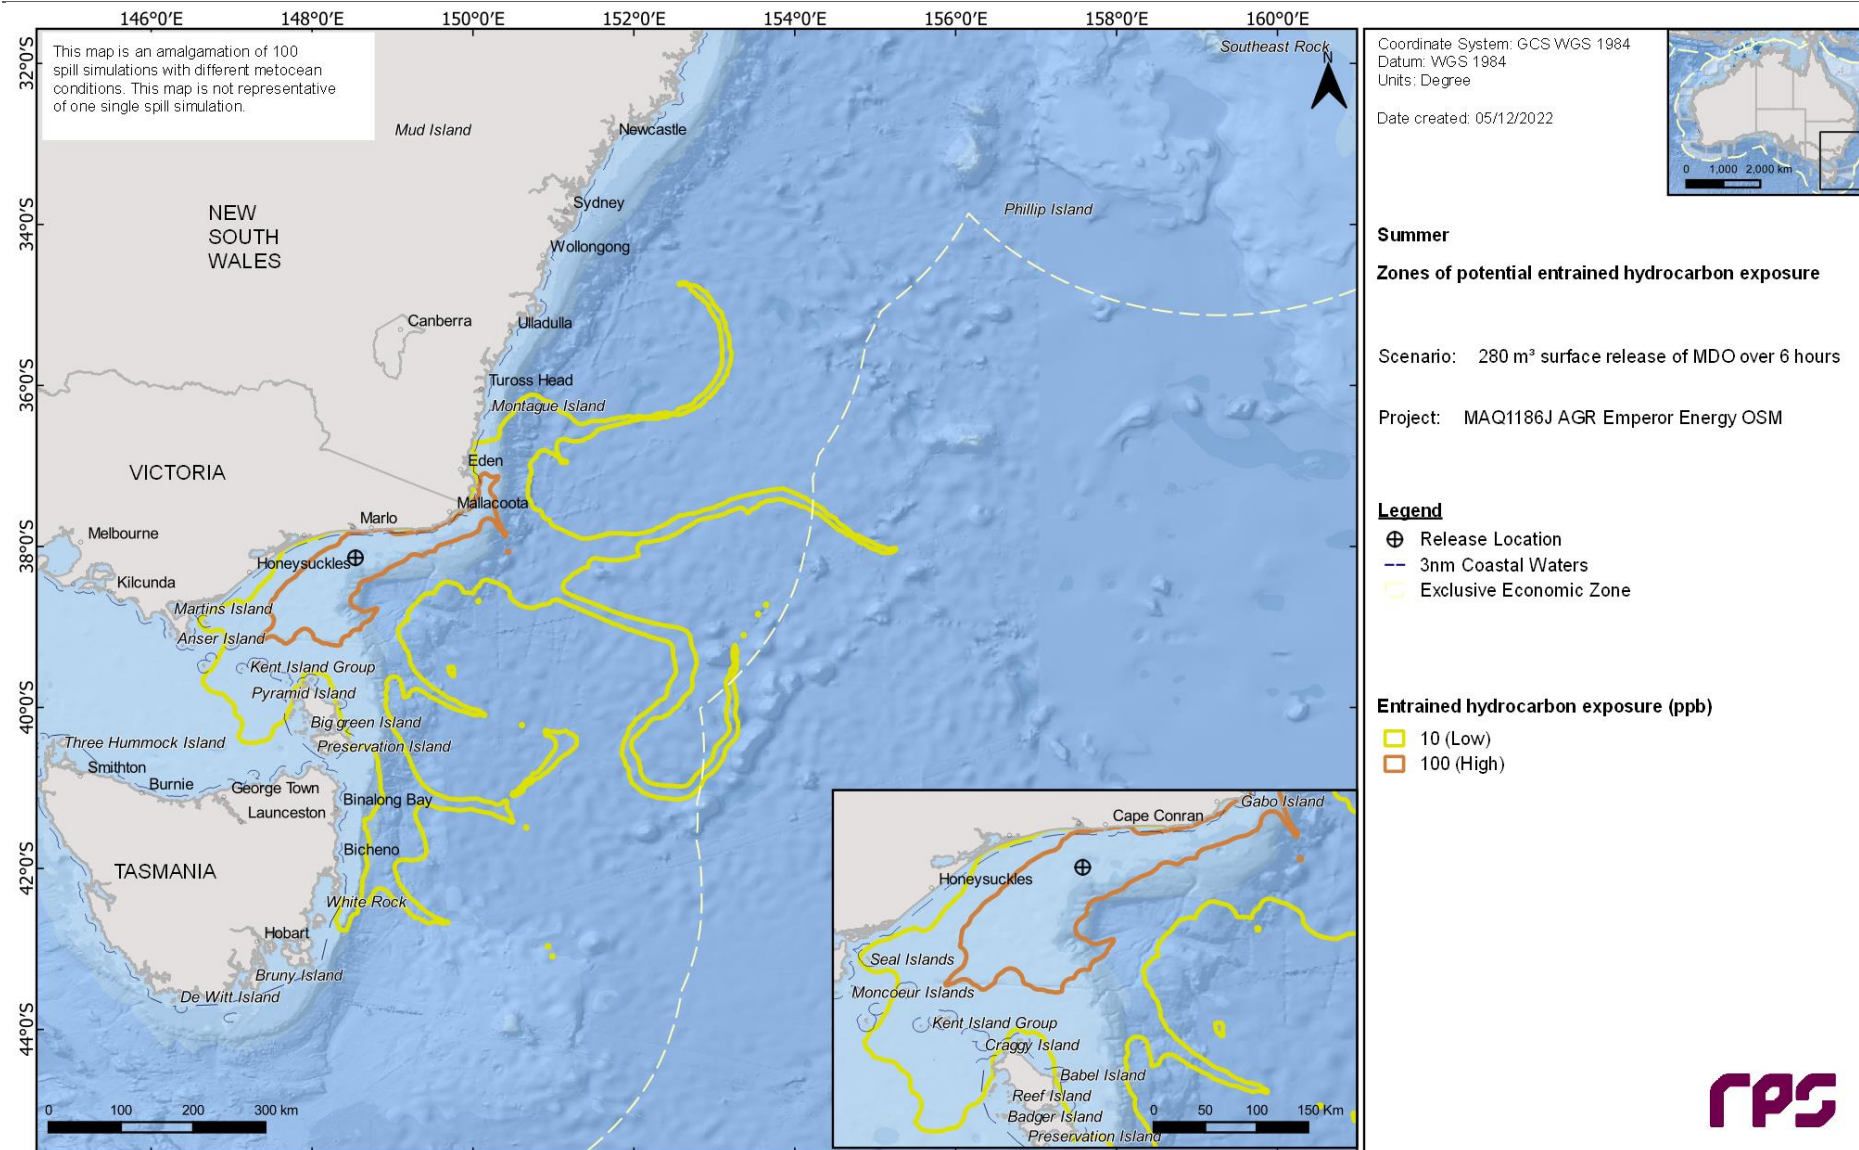 146°0'E 148°0'E 150°0'E 152°0'E 154°0'E 156°0'E 158°0'E 160°0'E
This map is an amalgamation of 100
spill simulations with different metocean
conditions. This map is not representative
of one single spill simulation.
32°0'S
34°0'S
36°0'S
38°0'S
40°0'S
42°0'S
44°0'S
Southeast Rock
N
Mud Island
Newcastle
NEW
SOUTH
WALES
Sydney
Phillip Island
Wollongong
Canberra
Ulladulla
Tuross Head
Montague Island
VICTORIA
Eden
Mallacoota
Marlo
Melbourne
Honeysuckles
Kilcunda
Martins Island
Anser Island
Kent Island Group
Pyramid Island
Big green Island
Three Hummock Island
Preservation Island
Smithton
Burnie
George Town
Binalong Bay
Launceston
Bicheno
TASMANIA
White Rock
Hobart
Bruny Island
De Witt Island
0 100 200 300 km
Gabo Island
Cape Conran
Honeysuckles
Seal Islands
Moncoeur Islands
Kent Island Group
Craggy Island
Babel Island
Reef Island
Badger Island
Preservation Island
0 50 100 150 Km
Coordinate System: GCS WGS 1984
Datum: WGS 1984
Units: Degree
Date created: 05/12/2022
0 1,000 2,000 km
Summer
Zones of potential entrained hydrocarbon exposure
Scenario: 280 m³ surface release of MDO over 6 hours
Project: MAQ1186J AGR Emperor Energy OSM
Legend
Release Location
3nm Coastal Waters
Exclusive Economic Zone
Entrained hydrocarbon exposure (ppb)
10 (Low)
100 (High)
rps